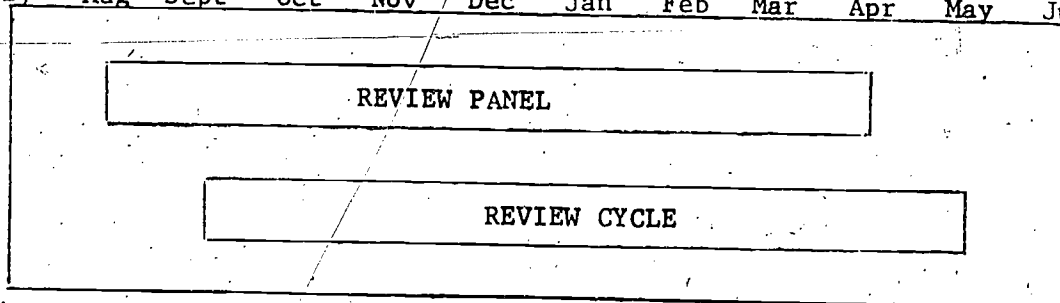 Aug Sept Oct Nov Dec Jan Feb Mar Apr May
REVIEW PANEL
REVIEW CYCLE